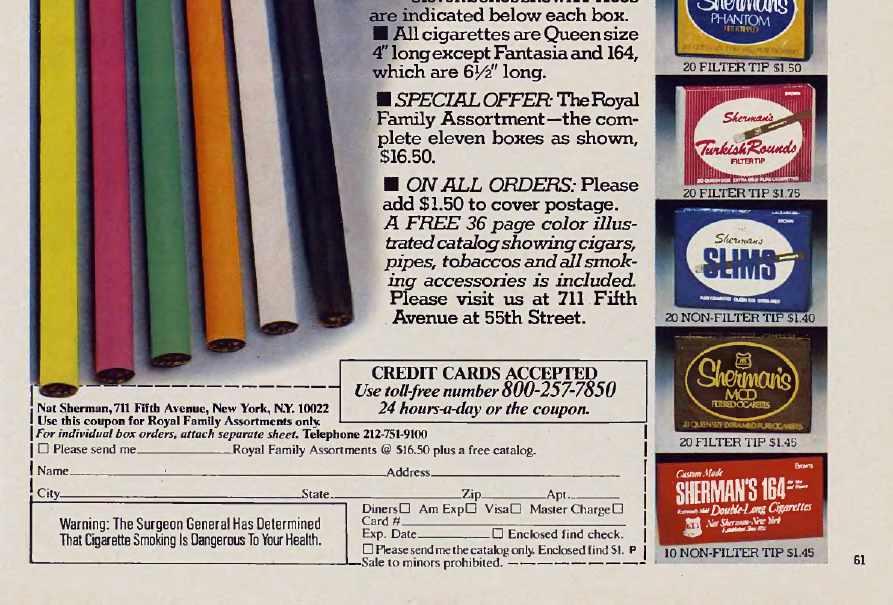 are indicated below each box.
■ All cigarettes are Queen size
4" long except Fantasia and 164,
which are 6½" long.
■ SPECIAL OFFER: The Royal
Family Assortment—the com-
plete eleven boxes as shown,
$16.50.
■ ON ALL ORDERS: Please
add $1.50 to cover postage.
A FREE 36 page color illus-
trated catalog showing cigars,
pipes, tobaccos and all smok-
ing accessories is included.
Please visit us at 711 Fifth
Avenue at 55th Street.
CREDIT CARDS ACCEPTED
Use toll-free number 800-257-7850
24 hours-a-day or the coupon.
Nat Sherman, 711 Fifth Avenue, New York, N.Y. 10022
Use this coupon for Royal Family Assortments only.
For individual box orders, attach separate sheet. Telephone 212-751-9100
☐ Please send me Royal Family Assortments @ $16.50 plus a free catalog.
Name Address
City State Zip Apt.
Diners☐ Am Exp☐ Visa☐ Master Charge☐
Card #
Exp. Date ☐ Enclosed find check.
☐ Please send me the catalog only. Enclosed find $1. P
Sale to minors prohibited.
Warning: The Surgeon General Has Determined
That Cigarette Smoking Is Dangerous To Your Health.
Sherman's
PHANTOM
20 FILTER TIP $1.50
BROWN
Sherman's
Turkish Rounds
FILTER TIP
20 FILTER TIP $1.75
BROWN
Sherman's
SLIMS
20 NON-FILTER TIP $1.40
Sherman's
MCD
FILTERED CIGARETTES
20 FILTER TIP $1.45
Custom Made
Browns
SHERMAN'S 164
Double-Long Cigarettes
Nat Sherman-New York
10 NON-FILTER TIP $1.45
61